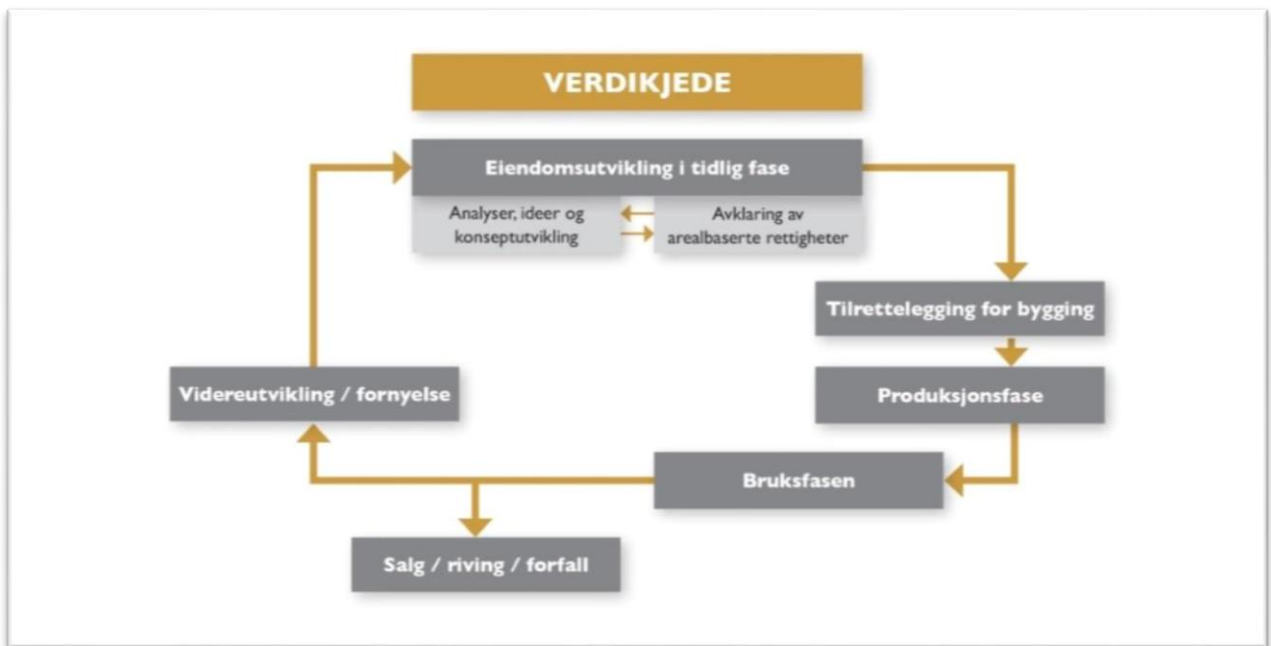 VERDIKJEDE
Eiendomsutvikling i tidlig fase
Analyser, ideer og
konseptutvikling
Avklaring av
arealbaserte rettigheter
Tilrettelegging for bygging
Videreutvikling / fornyelse
Produksjonsfase
Bruksfasen
Salg / riving / forfall